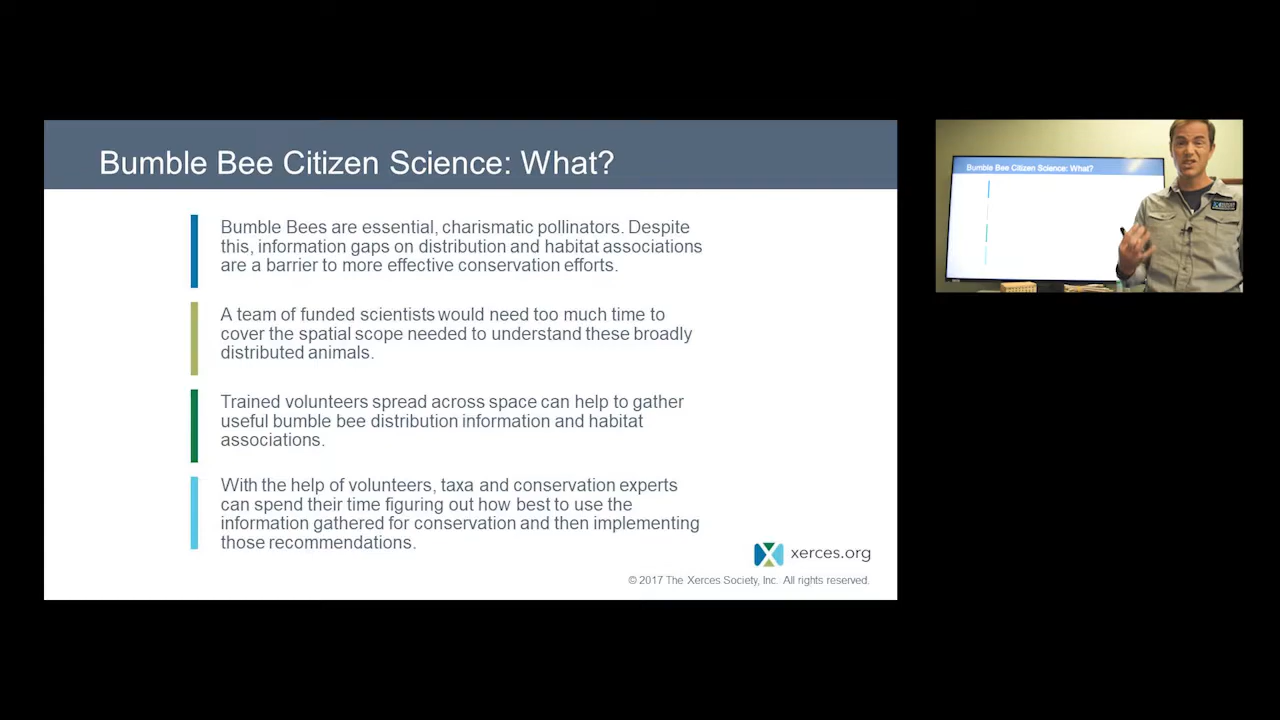 Bumble Bee Citizen Science: What?
Bumble Bees are essential, charismatic pollinators. Despite
this, information gaps on distribution and habitat associations
are a barrier to more effective conservation efforts.
A team of funded scientists would need too much time to
cover the spatial scope needed to understand these broadly
distributed animals.
Trained volunteers spread across space can help to gather
useful bumble bee distribution information and habitat
associations.
With the help of volunteers, taxa and conservation experts
can spend their time figuring out how best to use the
information gathered for conservation and then implementing
those recommendations.
xerces.org
© 2017 The Xerces Society, Inc. All rights reserved.
Bumble Bee Citizen Science: What?